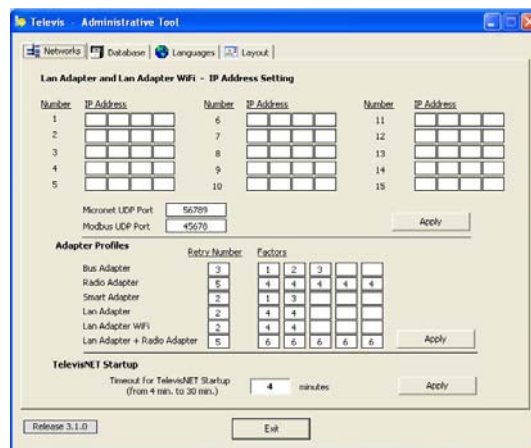 Televis - Administrative Tool
Networks Database Languages Layout
Lan Adapter and Lan Adapter WiFi - IP Address Setting
Number IP Address Number IP Address Number IP Address
1 6 11
2 7 12
3 8 13
4 9 14
5 10 15
Micronet UDP Port 56789
Modbus UDP Port 45678
Apply
Adapter Profiles
Retry Number Factors
Bus Adapter 3 1 2 3
Radio Adapter 5 4 4 4 4 4
Smart Adapter 2 1 3
Lan Adapter 2 4 4
Lan Adapter WiFi 2 4 4
Lan Adapter + Radio Adapter 5 6 6 6 6 6 Apply
TelevisNET Startup
Timeout for TelevisNET Startup
(from 4 min. to 30 min.) 4 minutes Apply
Release 3.1.0 Exit